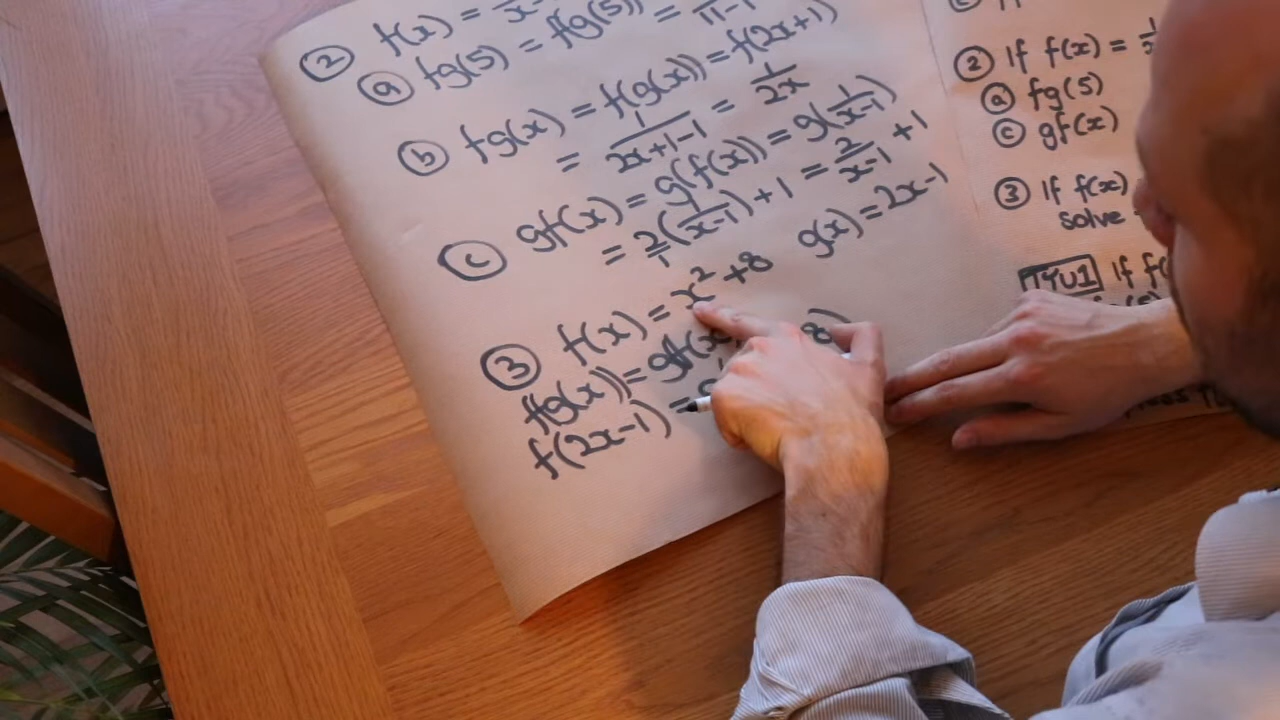 ② f(x) =
ⓐ fg(5) = f(g(5)) =
ⓑ fg(x) = f(g(x)) = f(2x+1)
= 1/(2x+1-1) = 1/2x
ⓒ gf(x) = g(f(x)) = g(1/(x-1))
= 2/1(1/(x-1)) + 1 = 2/(x-1) + 1
③ f(x) = x² + 8 g(x) = 2x-1
f(g(x)) =
f(2x-1) =
② If f(x) =
ⓐ fg(5)
ⓒ gf(x)
③ If f(x)
solve
TYU1 If